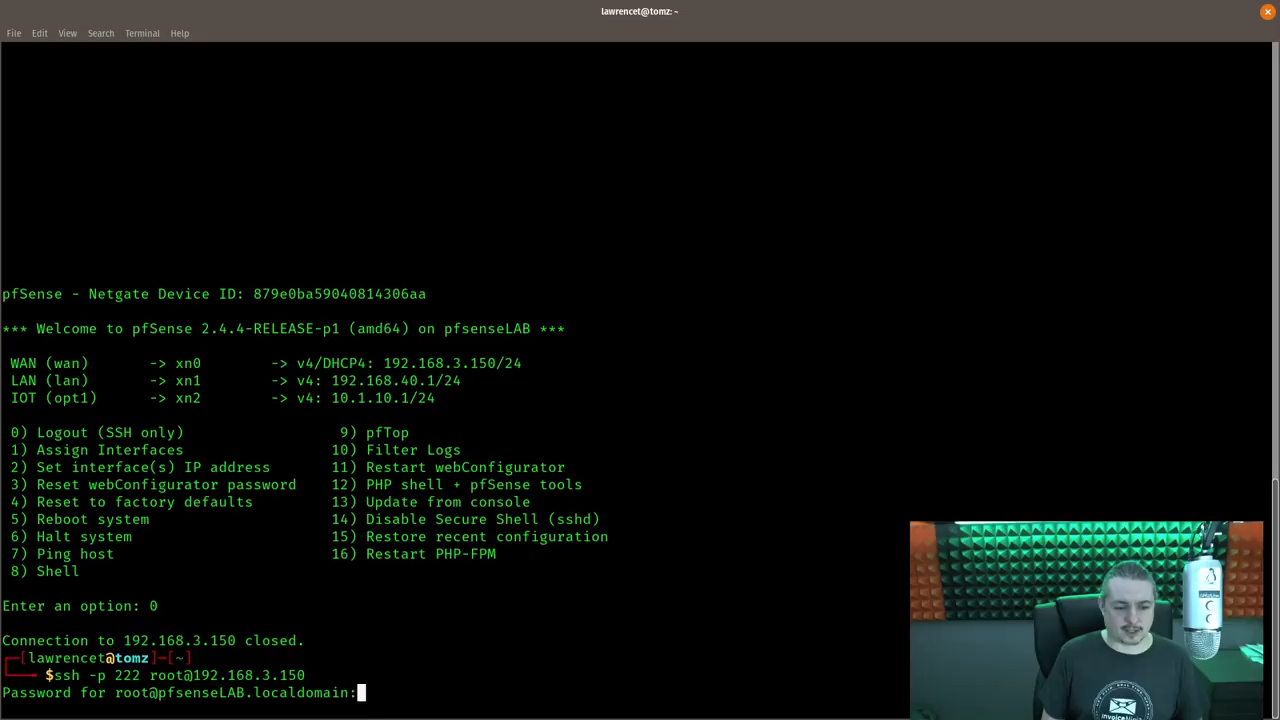 lawrencet@tomz: ~
File Edit View Search Terminal Help
pfSense - Netgate Device ID: 879e0ba59040814306aa
*** Welcome to pfSense 2.4.4-RELEASE-p1 (amd64) on pfsenseLAB ***
WAN (wan) -> xn0 -> v4/DHCP4: 192.168.3.150/24
LAN (lan) -> xn1 -> v4: 192.168.40.1/24
IOT (opt1) -> xn2 -> v4: 10.1.10.1/24
0) Logout (SSH only) 9) pfTop
1) Assign Interfaces 10) Filter Logs
2) Set interface(s) IP address 11) Restart webConfigurator
3) Reset webConfigurator password 12) PHP shell + pfSense tools
4) Reset to factory defaults 13) Update from console
5) Reboot system 14) Disable Secure Shell (sshd)
6) Halt system 15) Restore recent configuration
7) Ping host 16) Restart PHP-FPM
8) Shell
Enter an option: 0
Connection to 192.168.3.150 closed.
┌─[lawrencet@tomz]─[~]
└──╼ $ssh -p 222 root@192.168.3.150
Password for root@pfsenseLAB.localdomain: